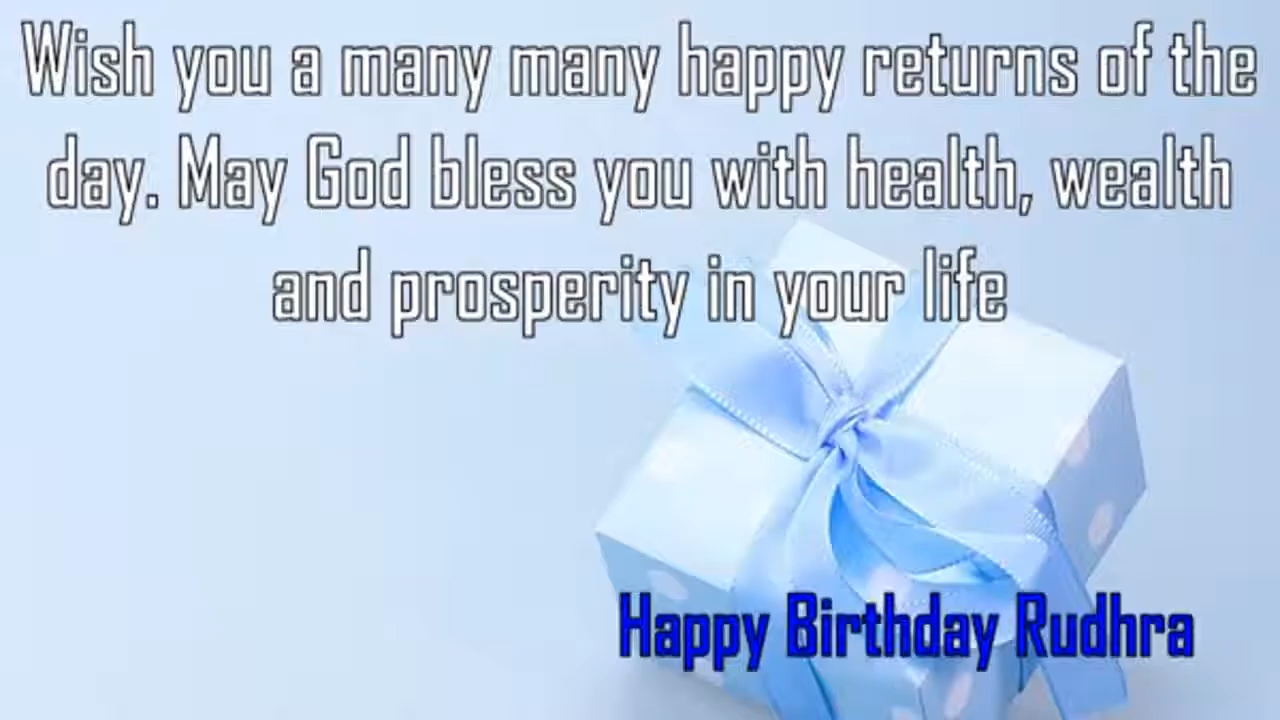 Wish you a many many happy returns of the
day. May God bless you with health, wealth
and prosperity in your life
Happy Birthday Rudhra